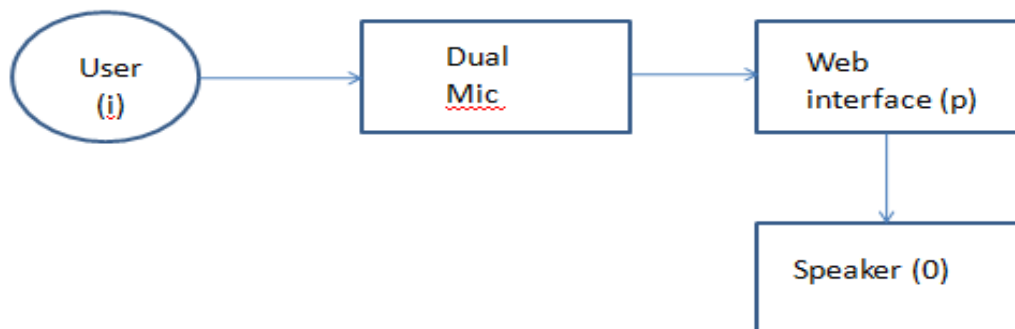 User
(i)
Dual
Mic
Web
interface (p)
Speaker (0)